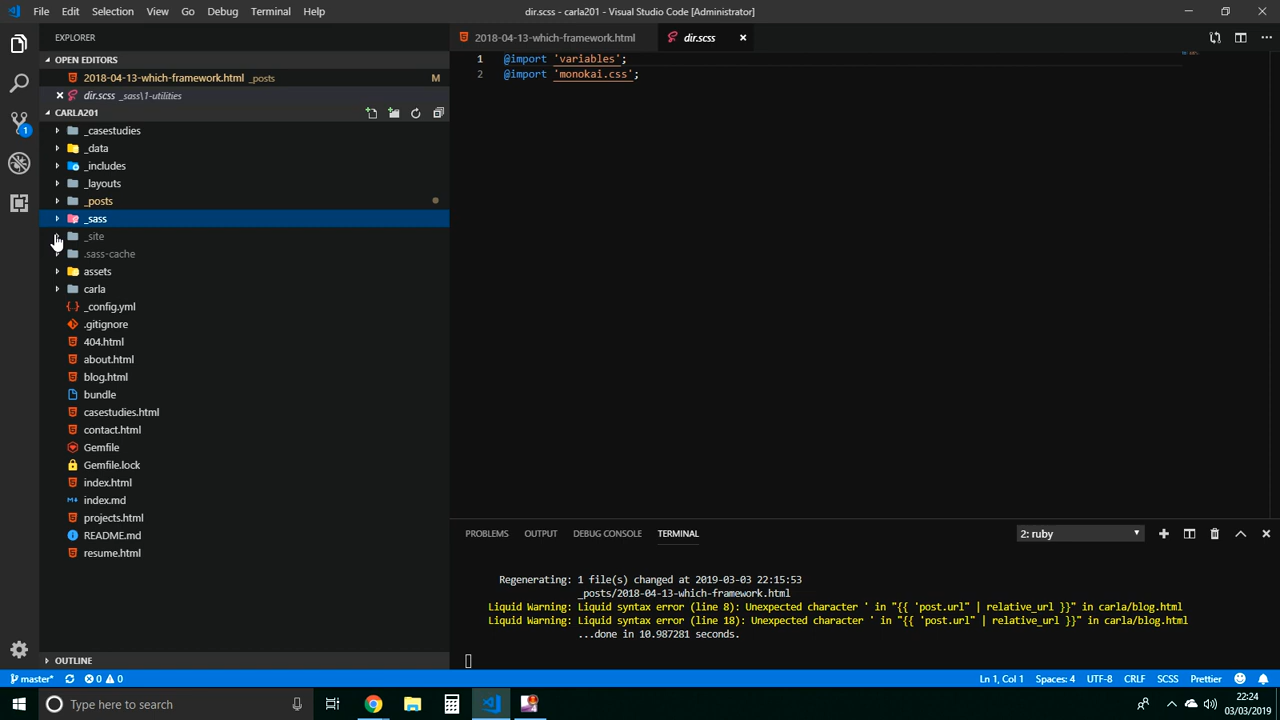 File Edit Selection View Go Debug Terminal Help
dir.scss - carla201 - Visual Studio Code [Administrator]
EXPLORER
OPEN EDITORS
2018-04-13-which-framework.html _posts M
dir.scss _sass\1-utilities
CARLA201
_casestudies
_data
_includes
_layouts
_posts
_sass
_site
.sass-cache
assets
carla
_config.yml
.gitignore
404.html
about.html
blog.html
bundle
casestudies.html
contact.html
Gemfile
Gemfile.lock
index.html
index.md
projects.html
README.md
resume.html
OUTLINE
1
2018-04-13-which-framework.html dir.scss
1 @import 'variables';
2 @import 'monokai.css';
PROBLEMS OUTPUT DEBUG CONSOLE TERMINAL 2: ruby
Regenerating: 1 file(s) changed at 2019-03-03 22:15:53
_posts/2018-04-13-which-framework.html
Liquid Warning: Liquid syntax error (line 8): Unexpected character ' in "{{ 'post.url" | relative_url }}" in carla/blog.html
Liquid Warning: Liquid syntax error (line 18): Unexpected character ' in "{{ 'post.url" | relative_url }}" in carla/blog.html
...done in 10.987281 seconds.
master* 0 0 Ln 1, Col 1 Spaces: 4 UTF-8 CRLF SCSS Prettier
Type here to search
22:24
03/03/2019